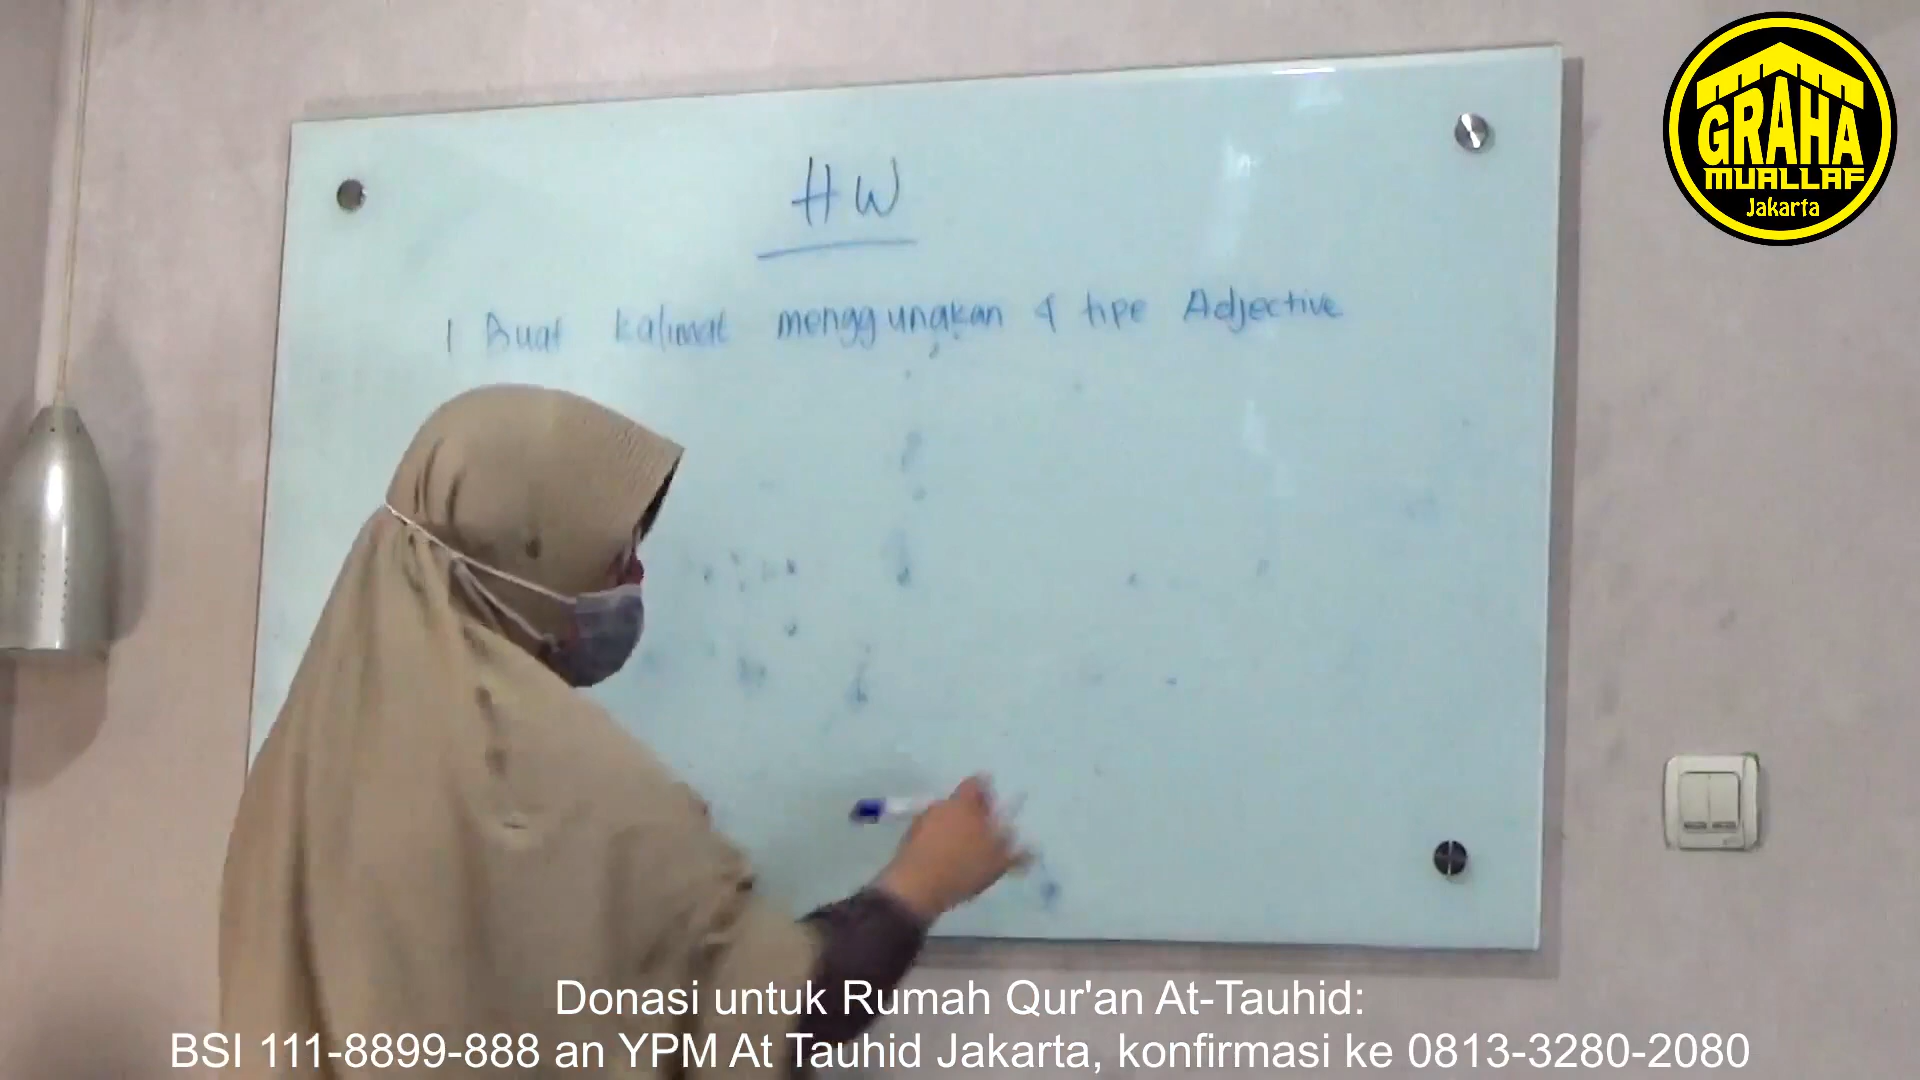 GRAHA
MUALLAF
Jakarta
HW
1 Buat kalimat menggunakan 4 tipe Adjective
Donasi untuk Rumah Qur'an At-Tauhid:
BSI 111-8899-888 an YPM At Tauhid Jakarta, konfirmasi ke 0813-3280-2080